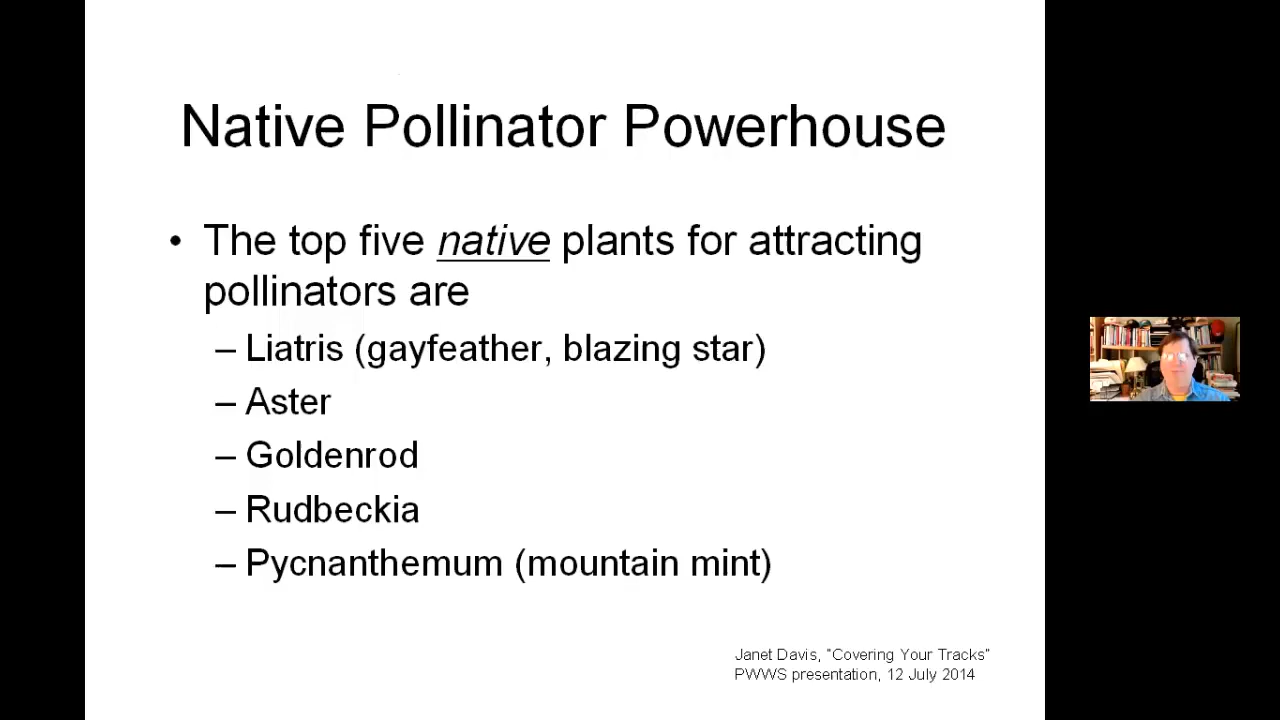 Native Pollinator Powerhouse
• The top five native plants for attracting
pollinators are
– Liatris (gayfeather, blazing star)
– Aster
– Goldenrod
– Rudbeckia
– Pycnanthemum (mountain mint)
Janet Davis, "Covering Your Tracks"
PWWS presentation, 12 July 2014